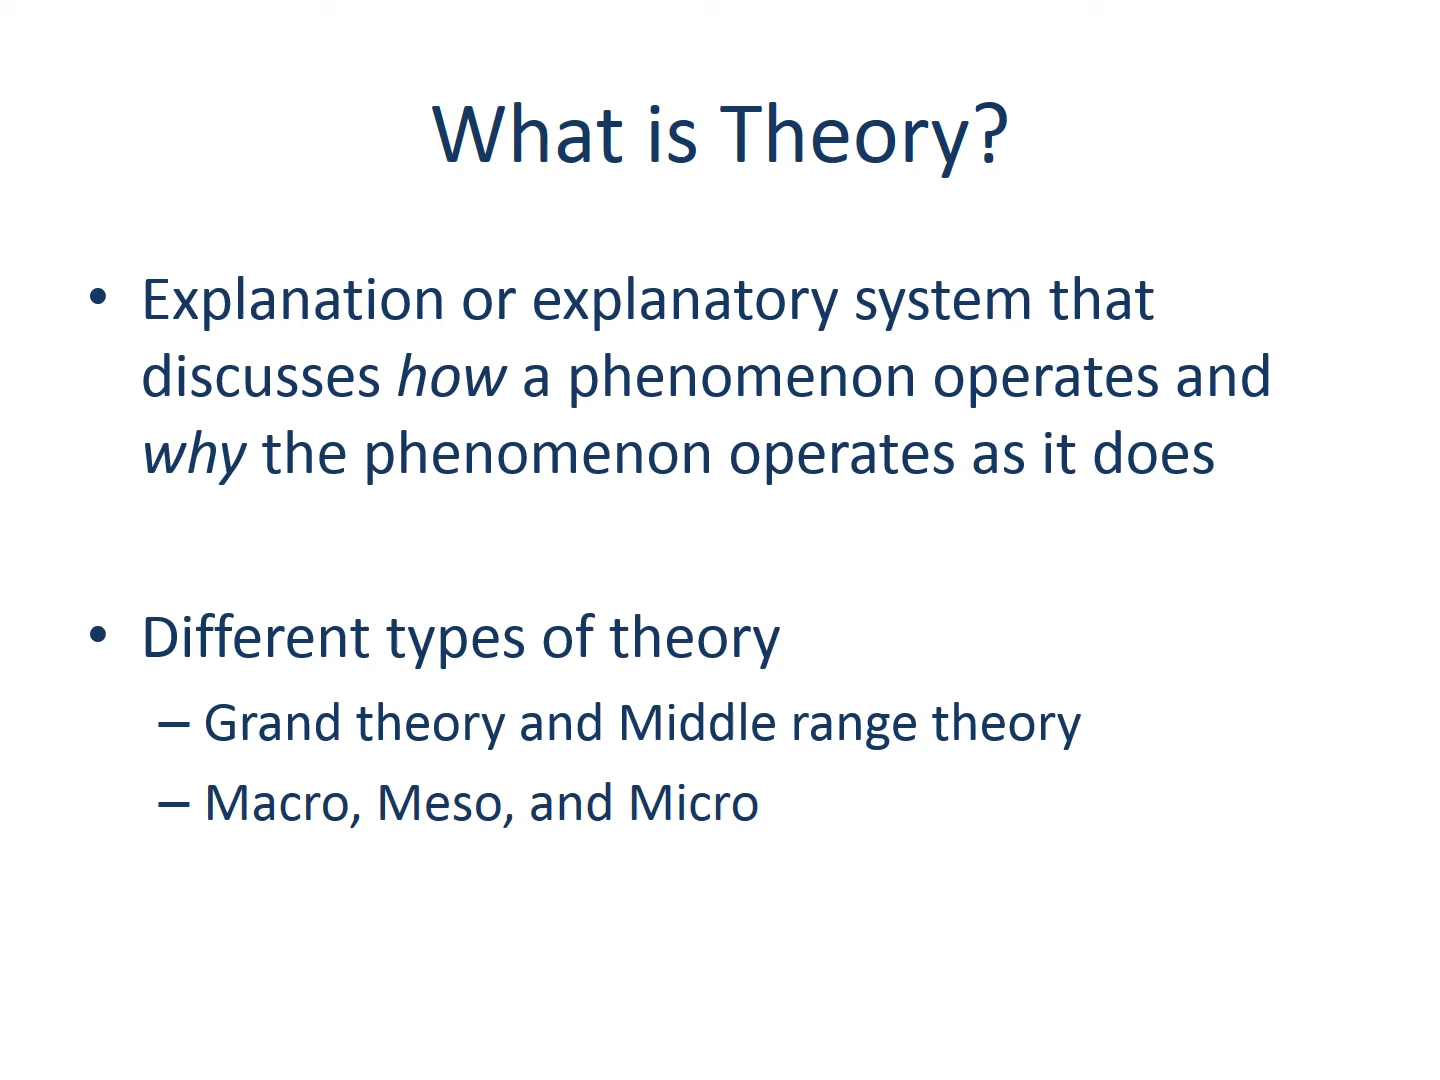 What is Theory?
• Explanation or explanatory system that
discusses how a phenomenon operates and
why the phenomenon operates as it does
• Different types of theory
– Grand theory and Middle range theory
– Macro, Meso, and Micro